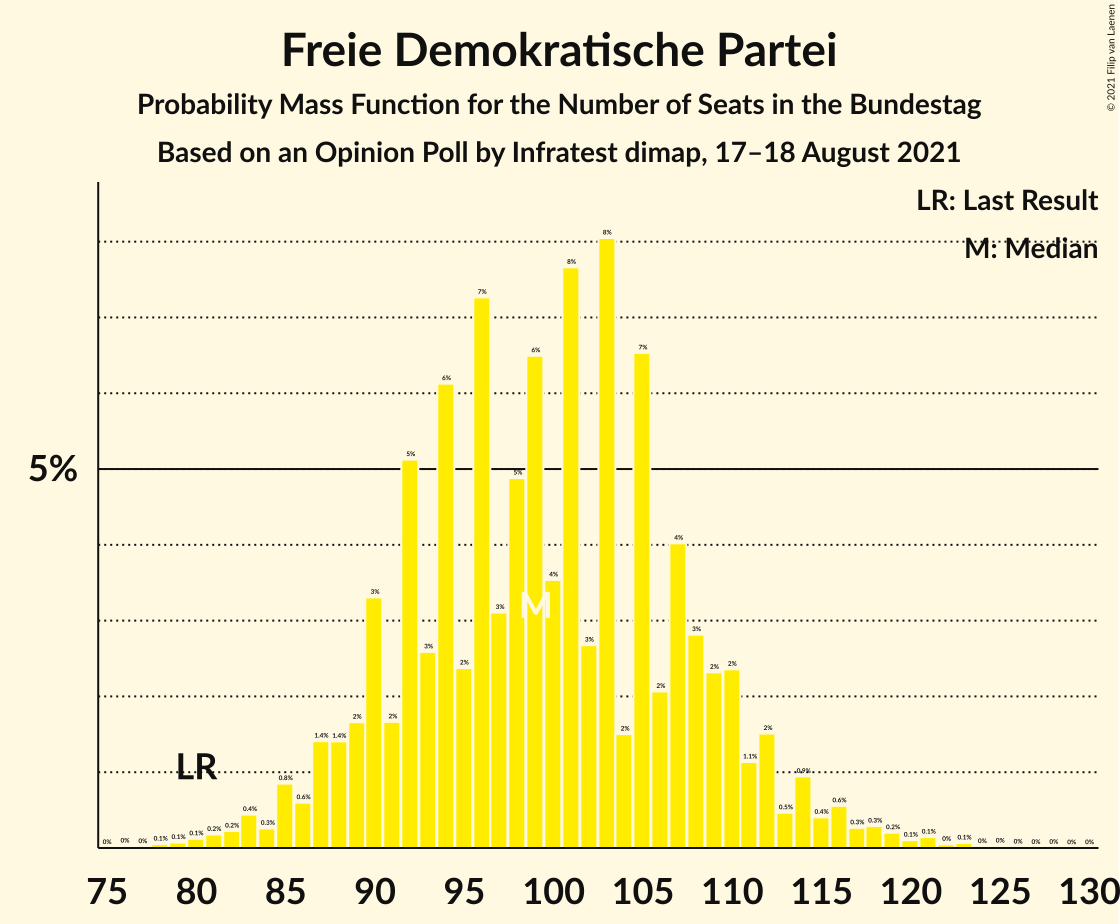 Freie Demokratische Partei
Probability Mass Function for the Number of Seats in the Bundestag
Based on an Opinion Poll by Infratest dimap, 17–18 August 2021
© 2021 Filip van Laenen
LR: Last Result
M: Median
5%
0% 0% 0% 0.1% 0.1% 0.1% 0.2% 0.2% 0.4% 0.3% 0.8% 0.6% 1.4% 1.4% 2% 3% 2% 5% 3% 6% 2% 7% 3% 5% 6% 4% 8% 3% 8% 2% 7% 2% 4% 3% 2% 2% 1.1% 2% 0.5% 0.9% 0.4% 0.6% 0.3% 0.3% 0.2% 0.1% 0.1% 0% 0.1% 0% 0% 0% 0% 0% 0% 0%
M
LR
75 80 85 90 95 100 105 110 115 120 125 130